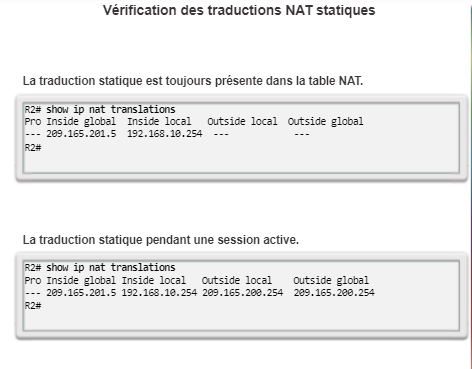 Vérification des traductions NAT statiques
La traduction statique est toujours présente dans la table NAT.
R2# show ip nat translations
Pro Inside global  Inside local   Outside local  Outside global
--- 209.165.201.5  192.168.10.254  ---            ---
R2#
La traduction statique pendant une session active.
R2# show ip nat translations
Pro Inside global Inside local   Outside local    Outside global
--- 209.165.201.5 192.168.10.254 209.165.200.254  209.165.200.254
R2#